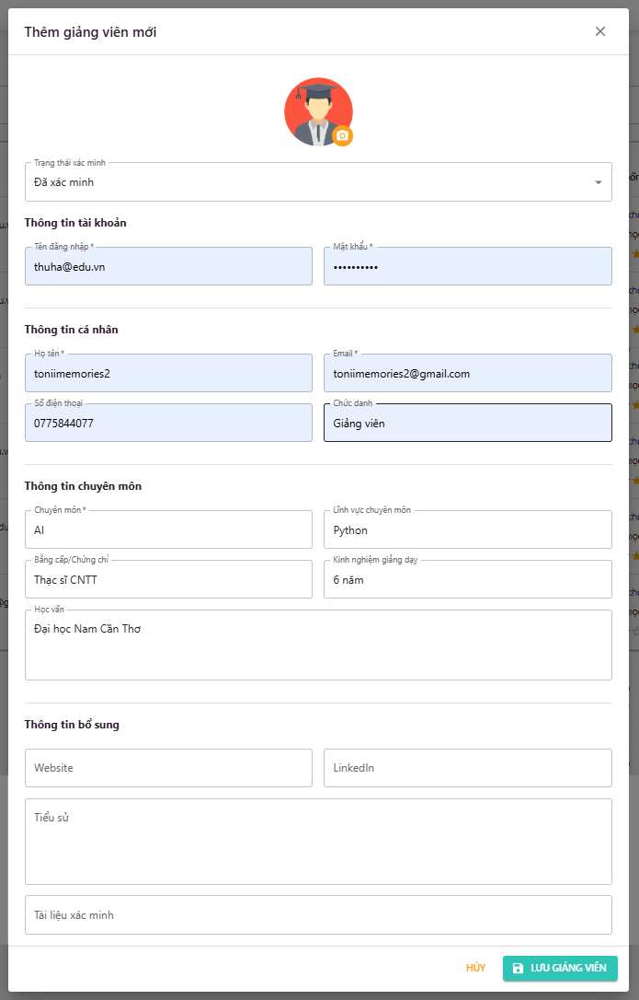 Thêm giảng viên mới
Trạng thái xác minh
Đã xác minh
Thông tin tài khoản
Tên đăng nhập *
Mật khẩu *
thuha@edu.vn
••••••••••
Thông tin cá nhân
Họ tên *
Email *
toniimemories2
toniimemories2@gmail.com
Số điện thoại
Chức danh
0775844077
Giảng viên
Thông tin chuyên môn
Chuyên môn *
Lĩnh vực chuyên môn
AI
Python
Bằng cấp/Chứng chỉ
Kinh nghiệm giảng dạy
Thạc sĩ CNTT
6 năm
Học vấn
Đại học Nam Cần Thơ
Thông tin bổ sung
Website
LinkedIn
Tiểu sử
Tài liệu xác minh
HỦY
LƯU GIẢNG VIÊN